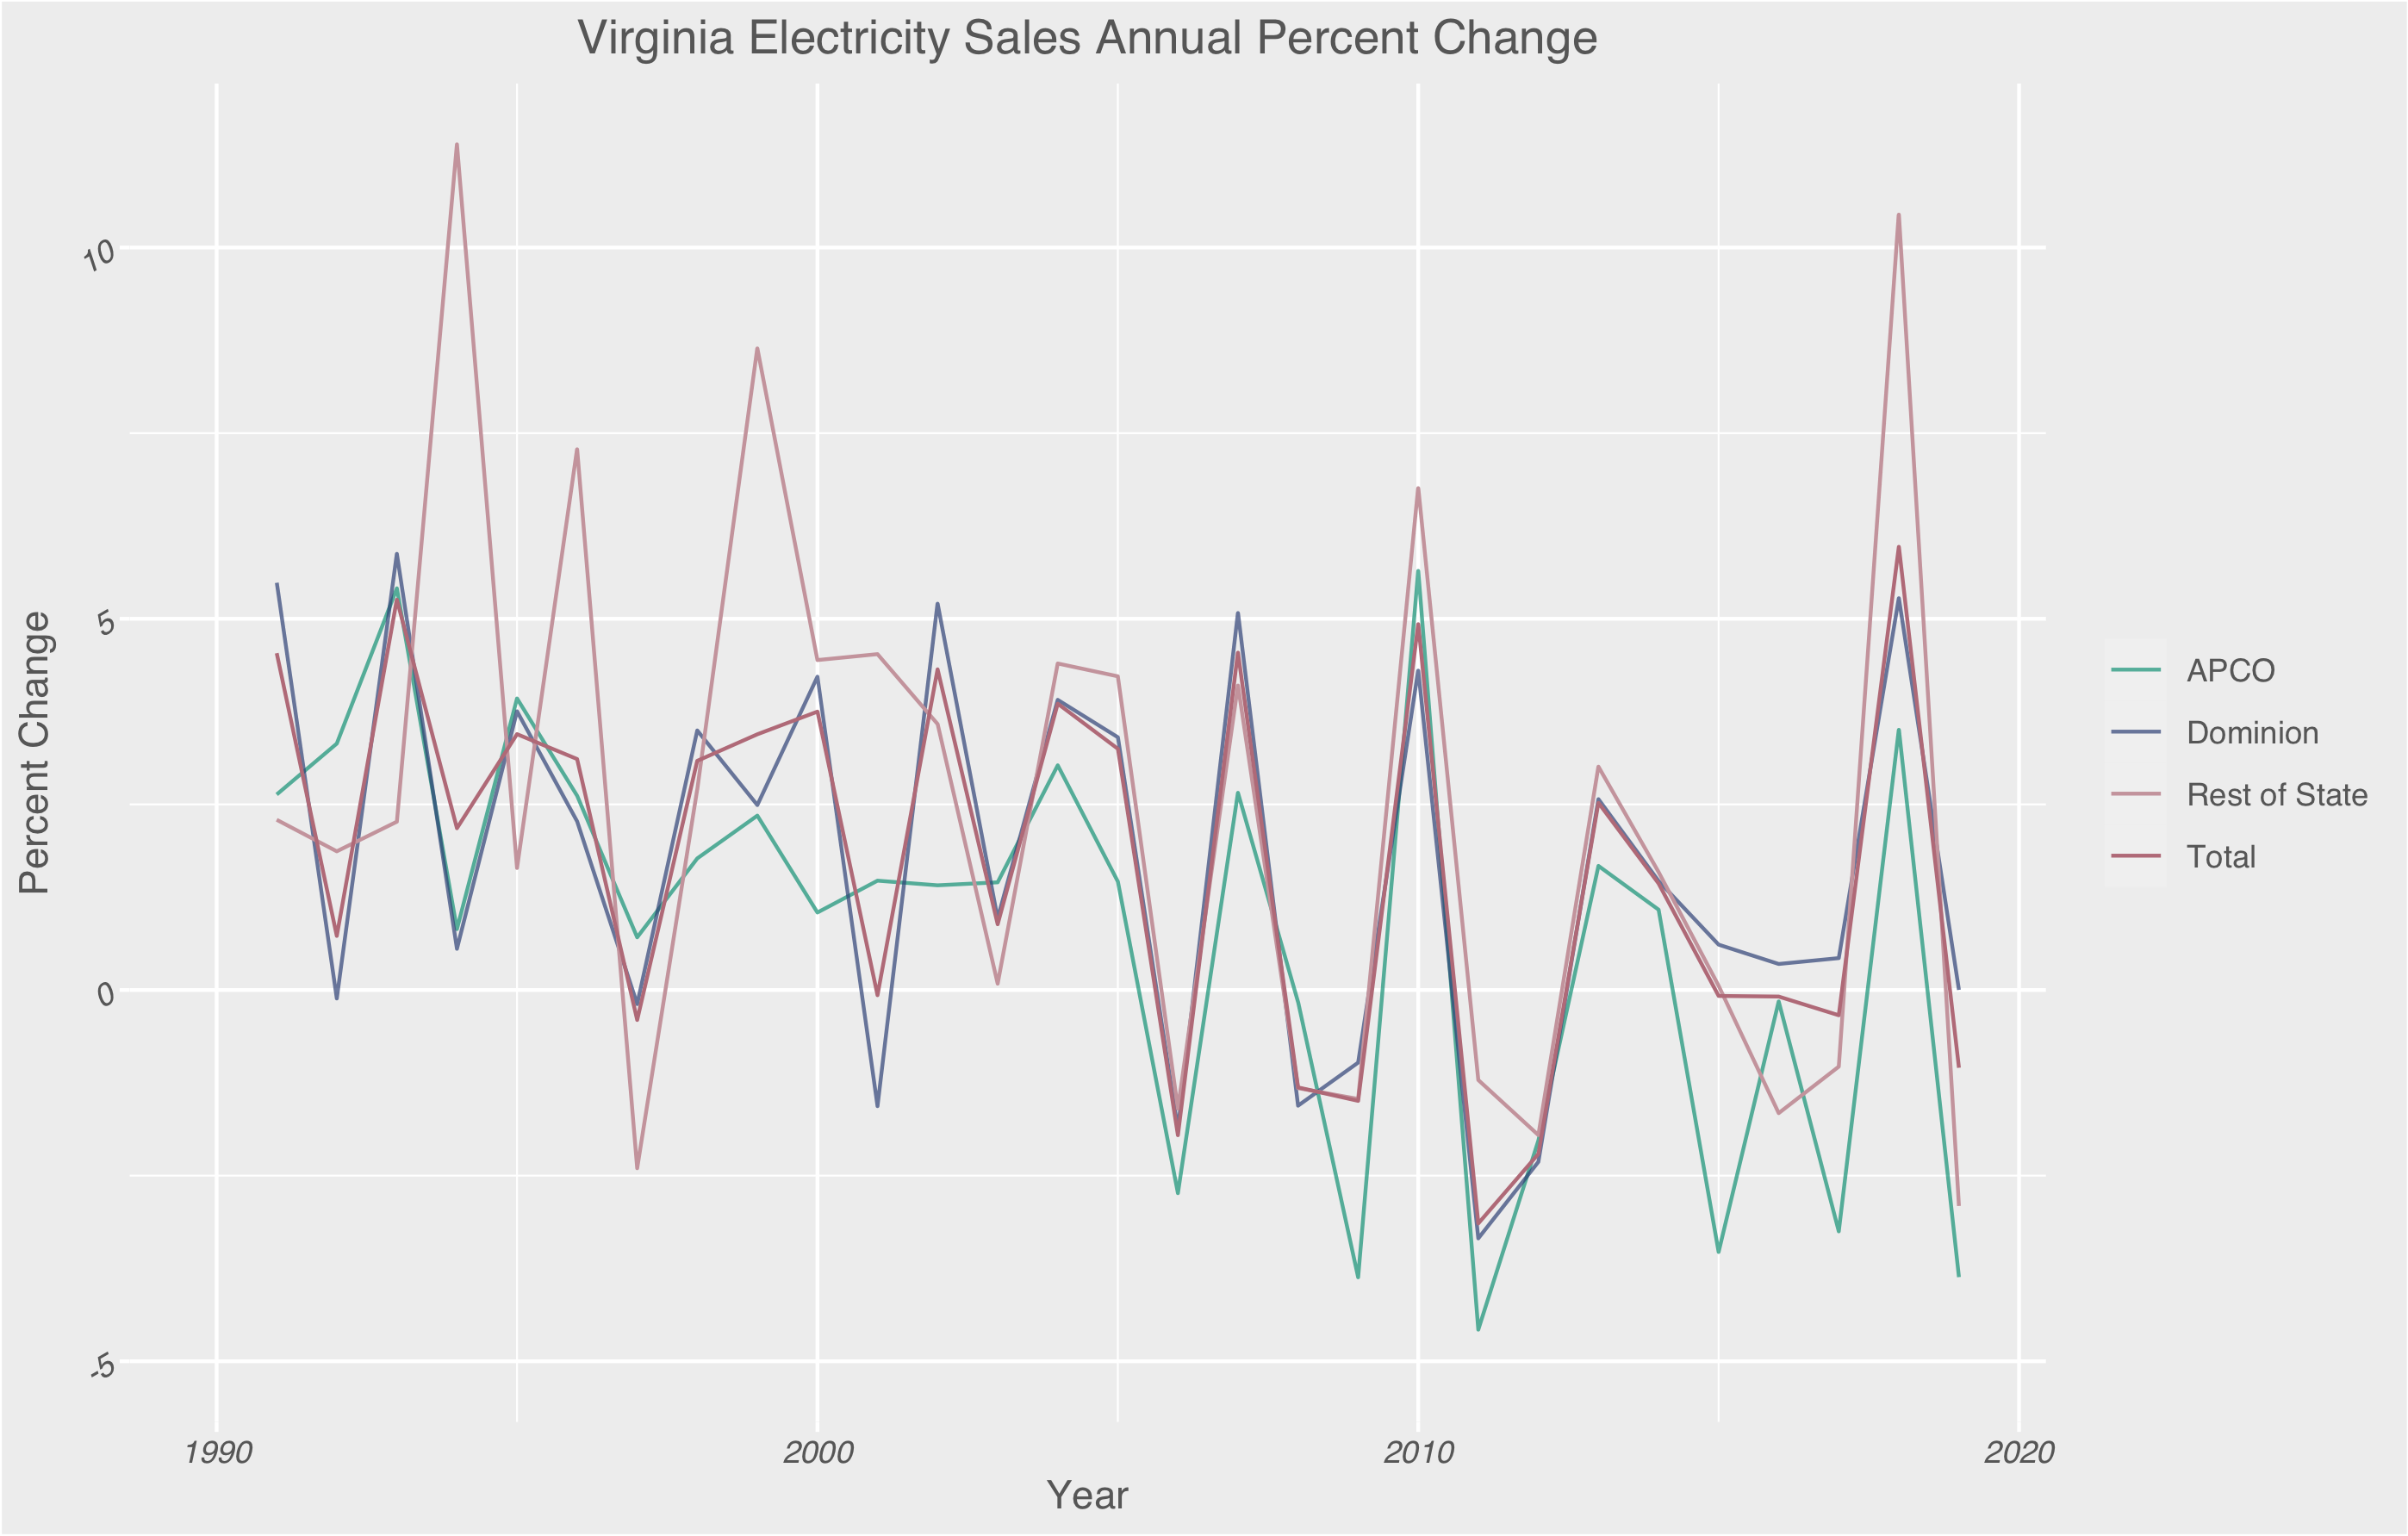 Virginia Electricity Sales Annual Percent Change
Percent Change
10
5
0
-5
1990
2000
2010
2020
Year
APCO
Dominion
Rest of State
Total